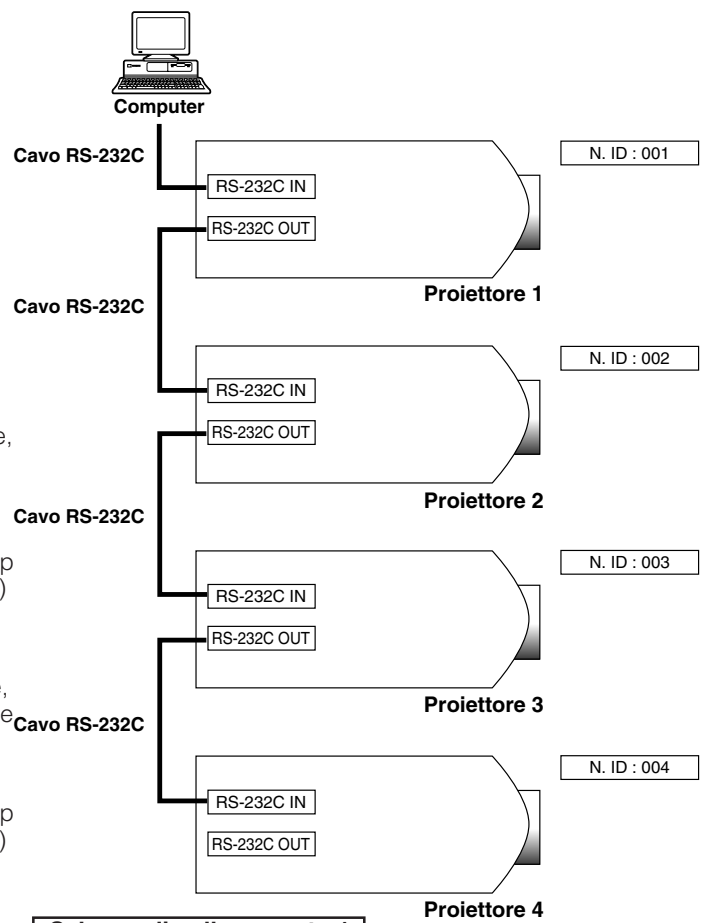 Computer
Cavo RS-232C
N. ID : 001
RS-232C IN
RS-232C OUT
Proiettore 1
Cavo RS-232C
N. ID : 002
RS-232C IN
RS-232C OUT
Proiettore 2
Cavo RS-232C
N. ID : 003
RS-232C IN
RS-232C OUT
Proiettore 3
Cavo RS-232C
N. ID : 004
RS-232C IN
RS-232C OUT
Proiettore 4